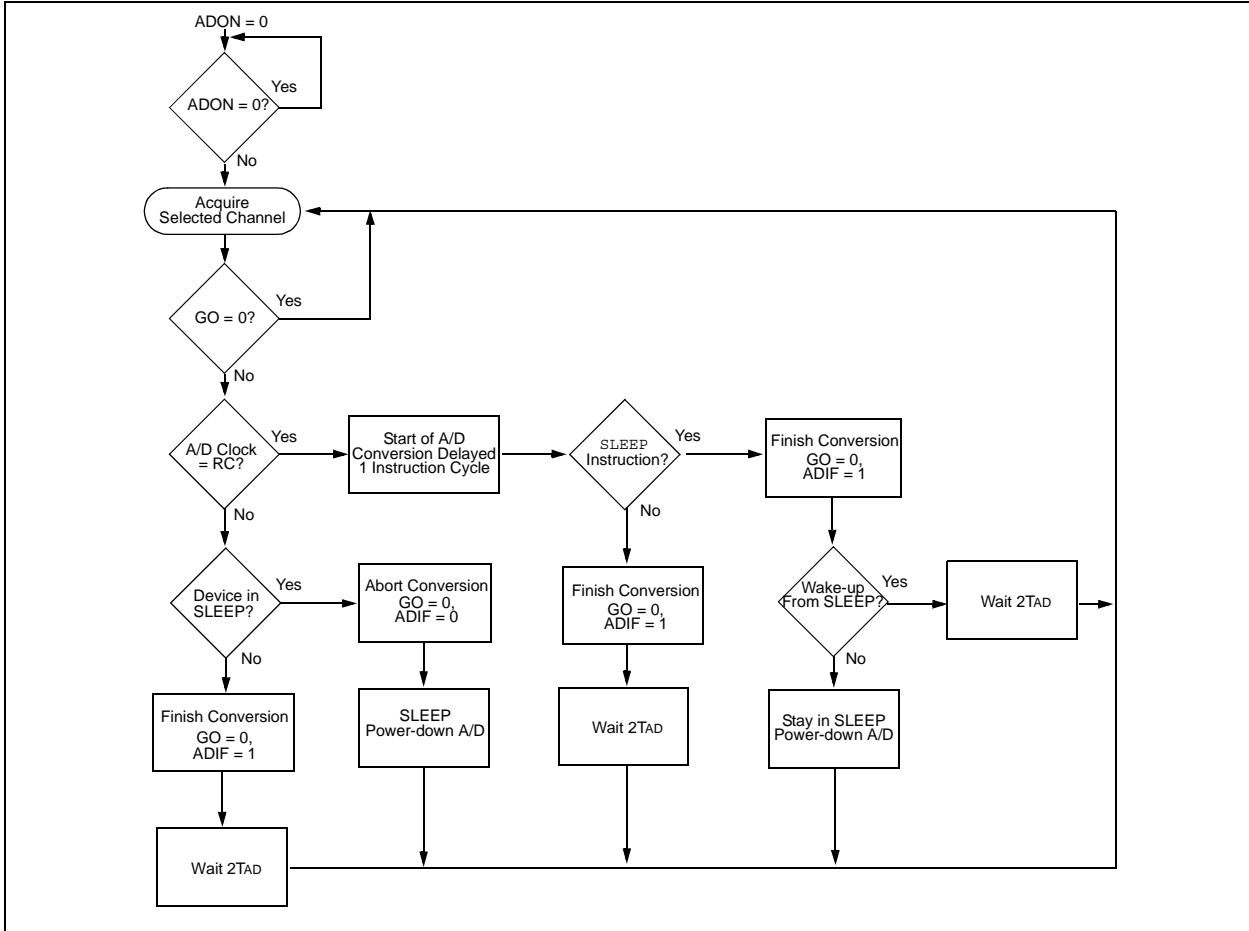 ADON = 0
Yes
ADON = 0?
No
Acquire
Selected Channel
Yes
GO = 0?
No
A/D Clock
= RC?
Yes
Start of A/D
Conversion Delayed
1 Instruction Cycle
SLEEP
Instruction?
Yes
Finish Conversion
GO = 0,
ADIF = 1
No
No
Device in
SLEEP?
Yes
Abort Conversion
GO = 0,
ADIF = 0
Finish Conversion
GO = 0,
ADIF = 1
Wake-up
From SLEEP?
Yes
Wait 2TAD
No
No
Finish Conversion
GO = 0,
ADIF = 1
SLEEP
Power-down A/D
Wait 2TAD
Stay in SLEEP
Power-down A/D
Wait 2TAD